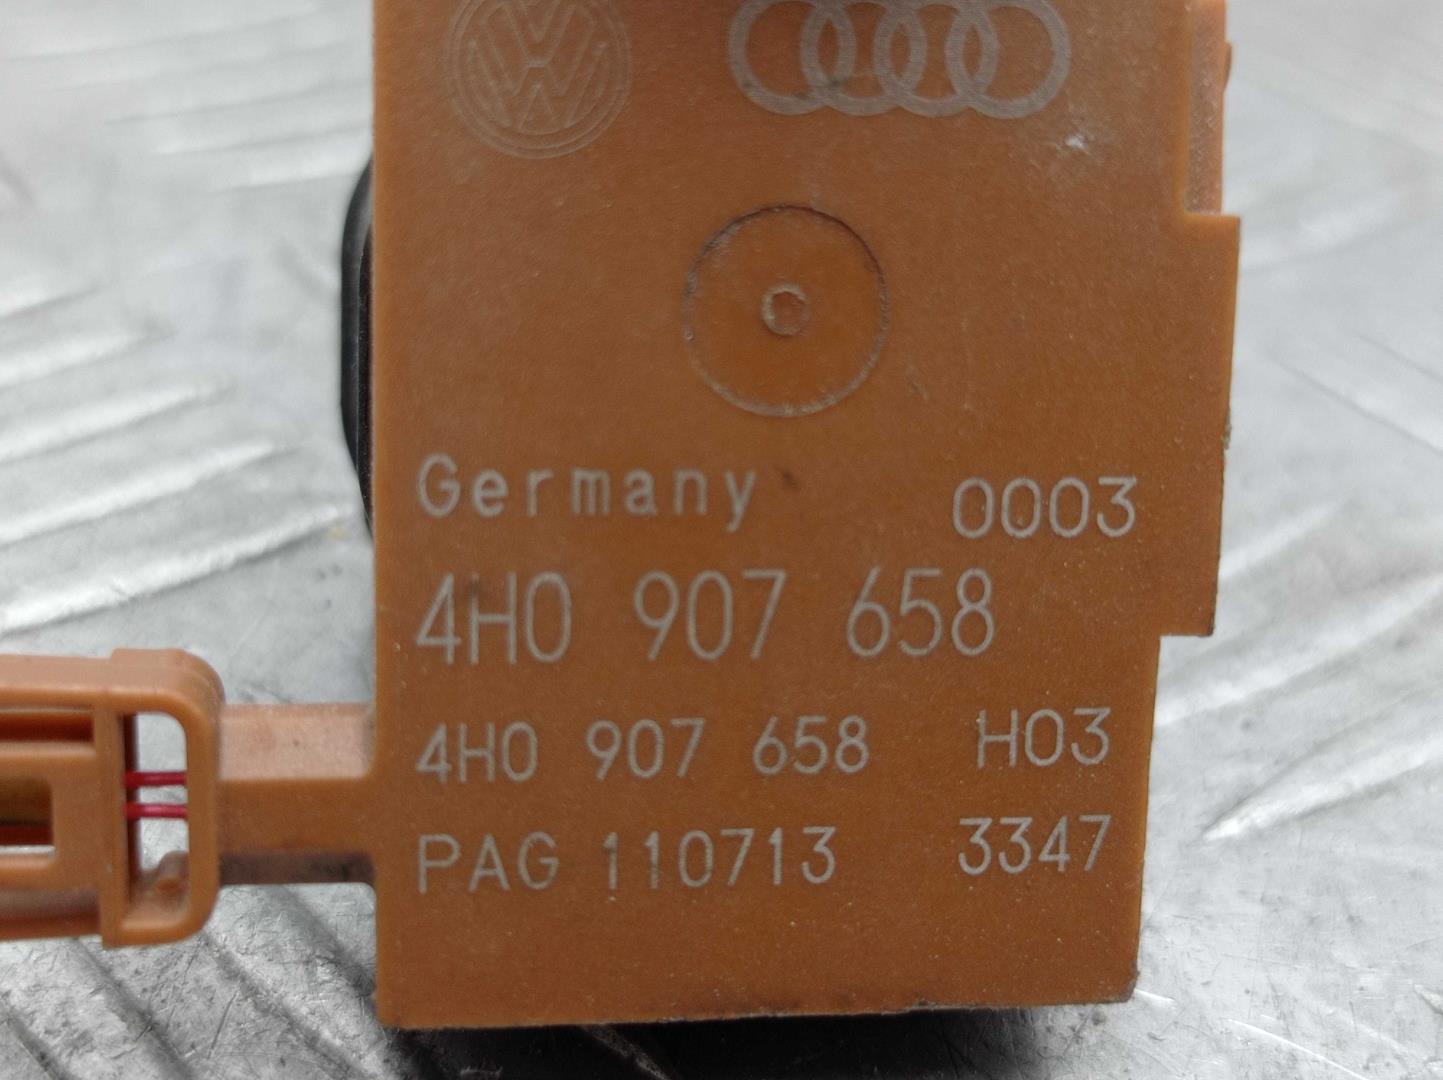 Germany 0003
4H0 907 658
4H0 907 658 H03
PAG 110713 3347